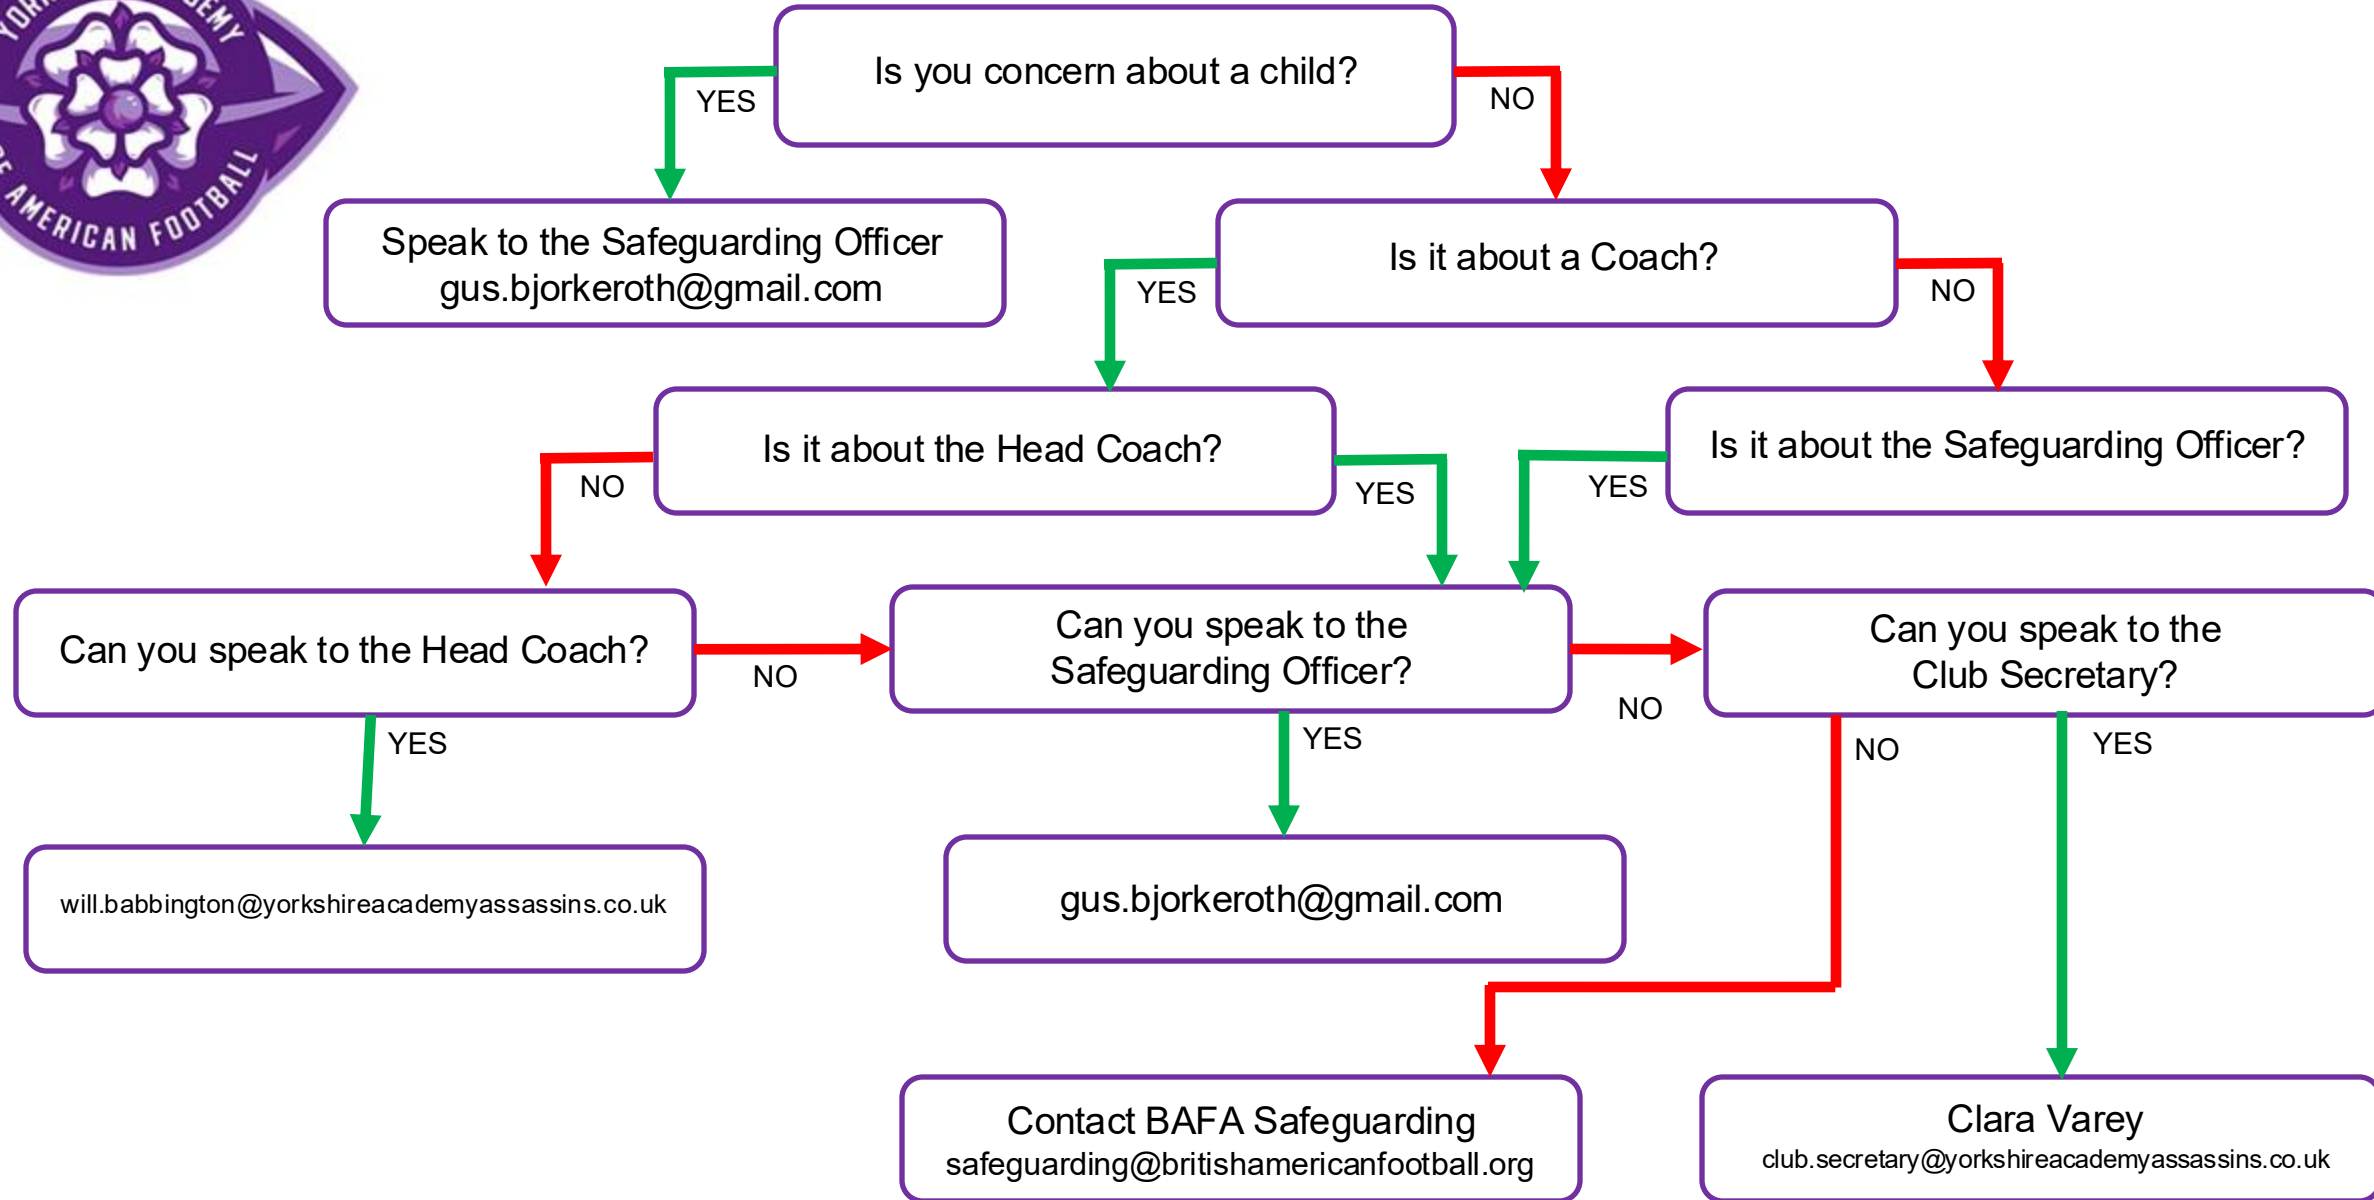 DE AMERICAN FOOTBALL
Is you concern about a child?
YES
NO
Speak to the Safeguarding Officer
gus.bjorkeroth@gmail.com
Is it about a Coach?
YES
NO
Is it about the Head Coach?
Is it about the Safeguarding Officer?
NO
YES
YES
Can you speak to the Head Coach?
NO
Can you speak to the
Safeguarding Officer?
NO
Can you speak to the
Club Secretary?
YES
YES
NO
YES
will.babbington@yorkshireacademyassassins.co.uk
gus.bjorkeroth@gmail.com
Contact BAFA Safeguarding
safeguarding@britishamericanfootball.org
Clara Varey
club.secretary@yorkshireacademyassassins.co.uk